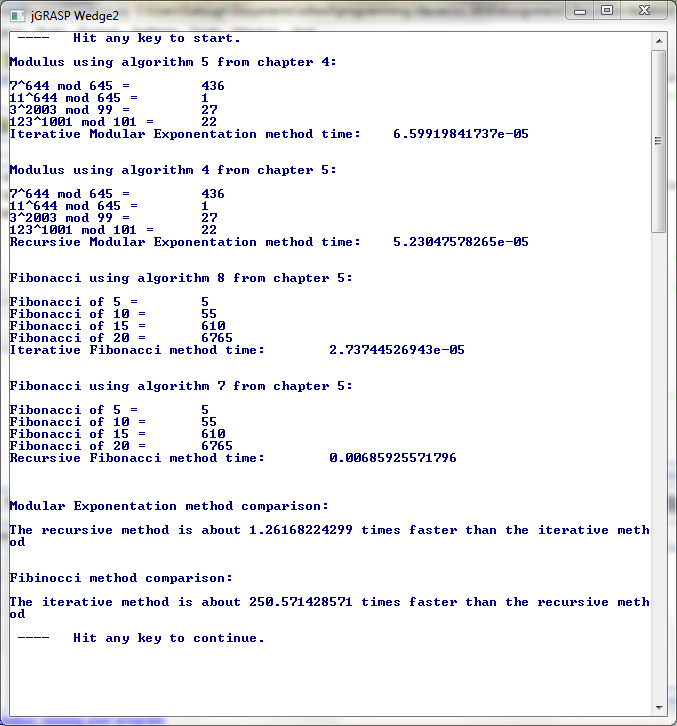 jGRASP Wedge2
---- Hit any key to start.
Modulus using algorithm 5 from chapter 4:
7^644 mod 645 = 436
11^644 mod 645 = 1
3^2003 mod 99 = 27
123^1001 mod 101 = 22
Iterative Modular Exponentation method time: 6.59919841737e-05
Modulus using algorithm 4 from chapter 5:
7^644 mod 645 = 436
11^644 mod 645 = 1
3^2003 mod 99 = 27
123^1001 mod 101 = 22
Recursive Modular Exponentation method time: 5.23047578265e-05
Fibonacci using algorithm 8 from chapter 5:
Fibonacci of 5 = 5
Fibonacci of 10 = 55
Fibonacci of 15 = 610
Fibonacci of 20 = 6765
Iterative Fibonacci method time: 2.73744526943e-05
Fibonacci using algorithm 7 from chapter 5:
Fibonacci of 5 = 5
Fibonacci of 10 = 55
Fibonacci of 15 = 610
Fibonacci of 20 = 6765
Recursive Fibonacci method time: 0.00685925571796
Modular Exponentation method comparison:
The recursive method is about 1.26168224299 times faster than the iterative meth
od
Fibinocci method comparison:
The iterative method is about 250.571428571 times faster than the recursive meth
od
---- Hit any key to continue.